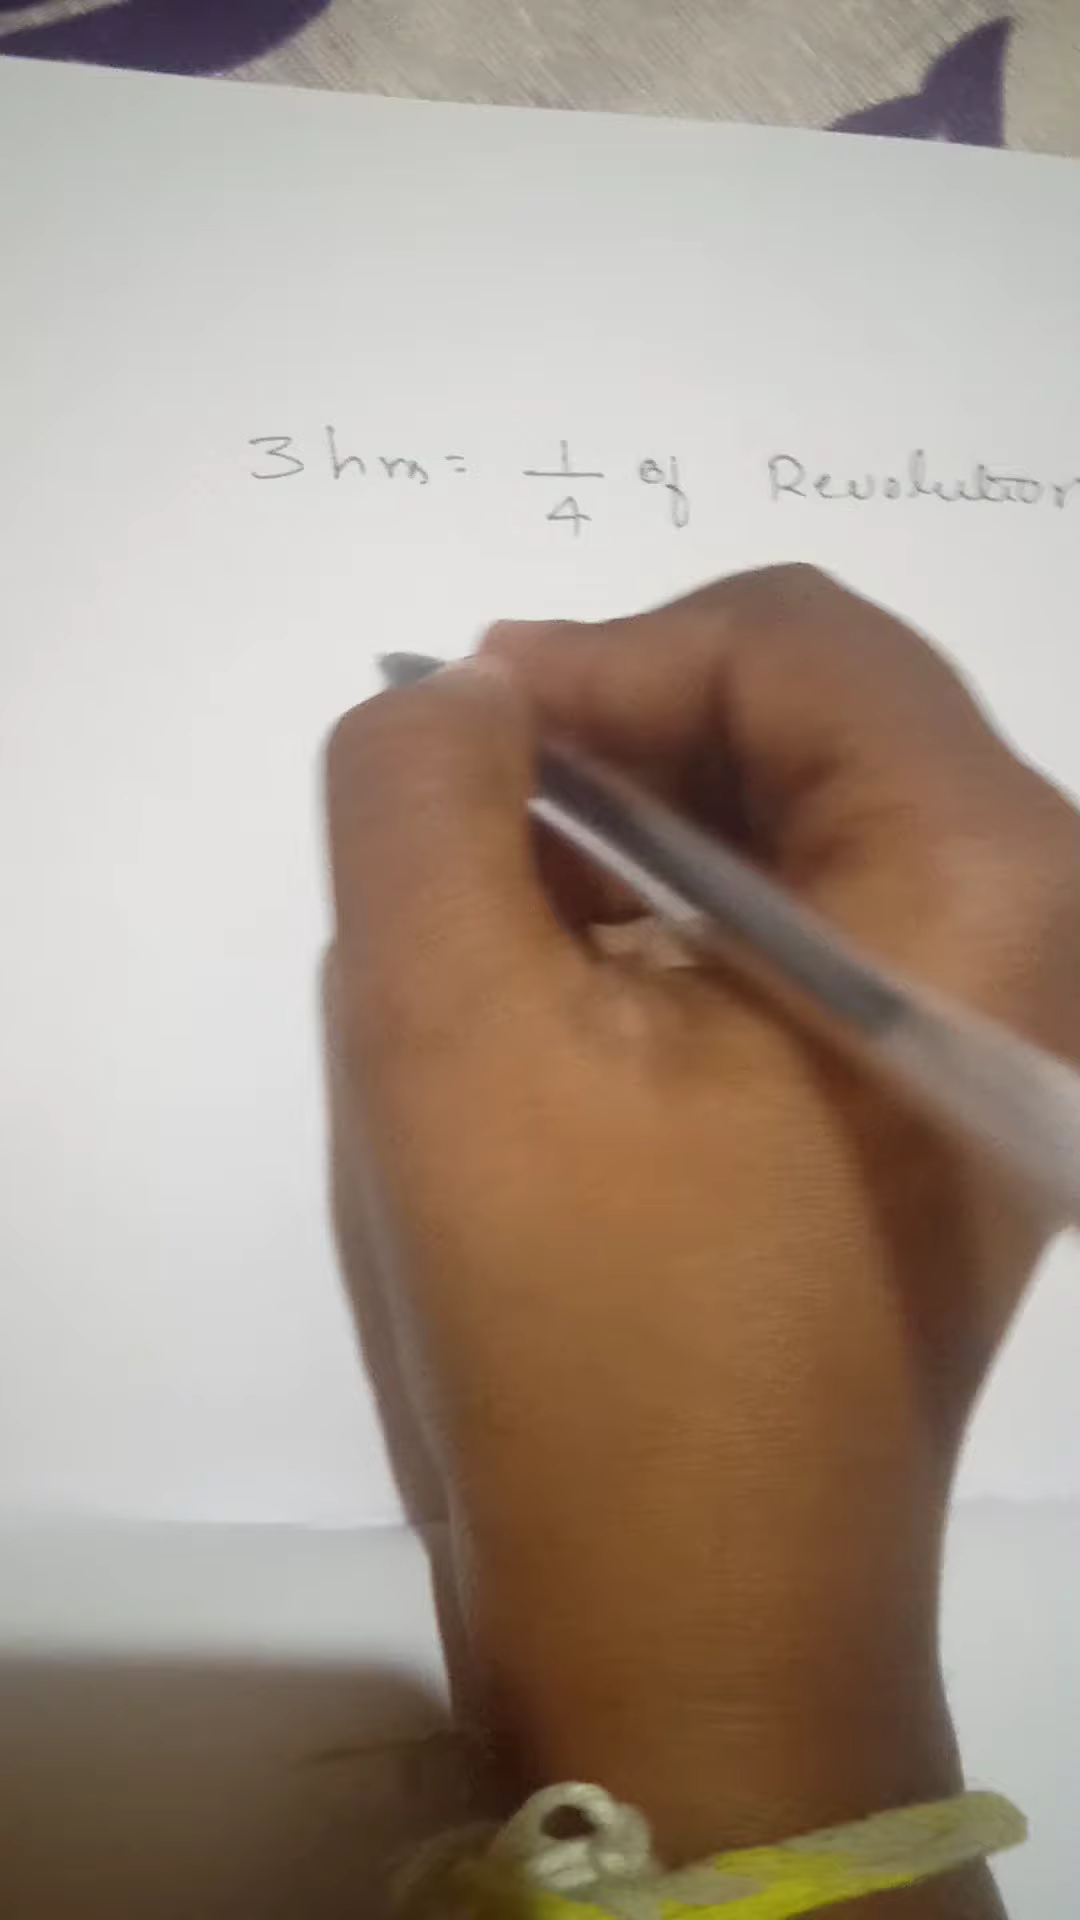 3 hrs = 1/4 of Revolution